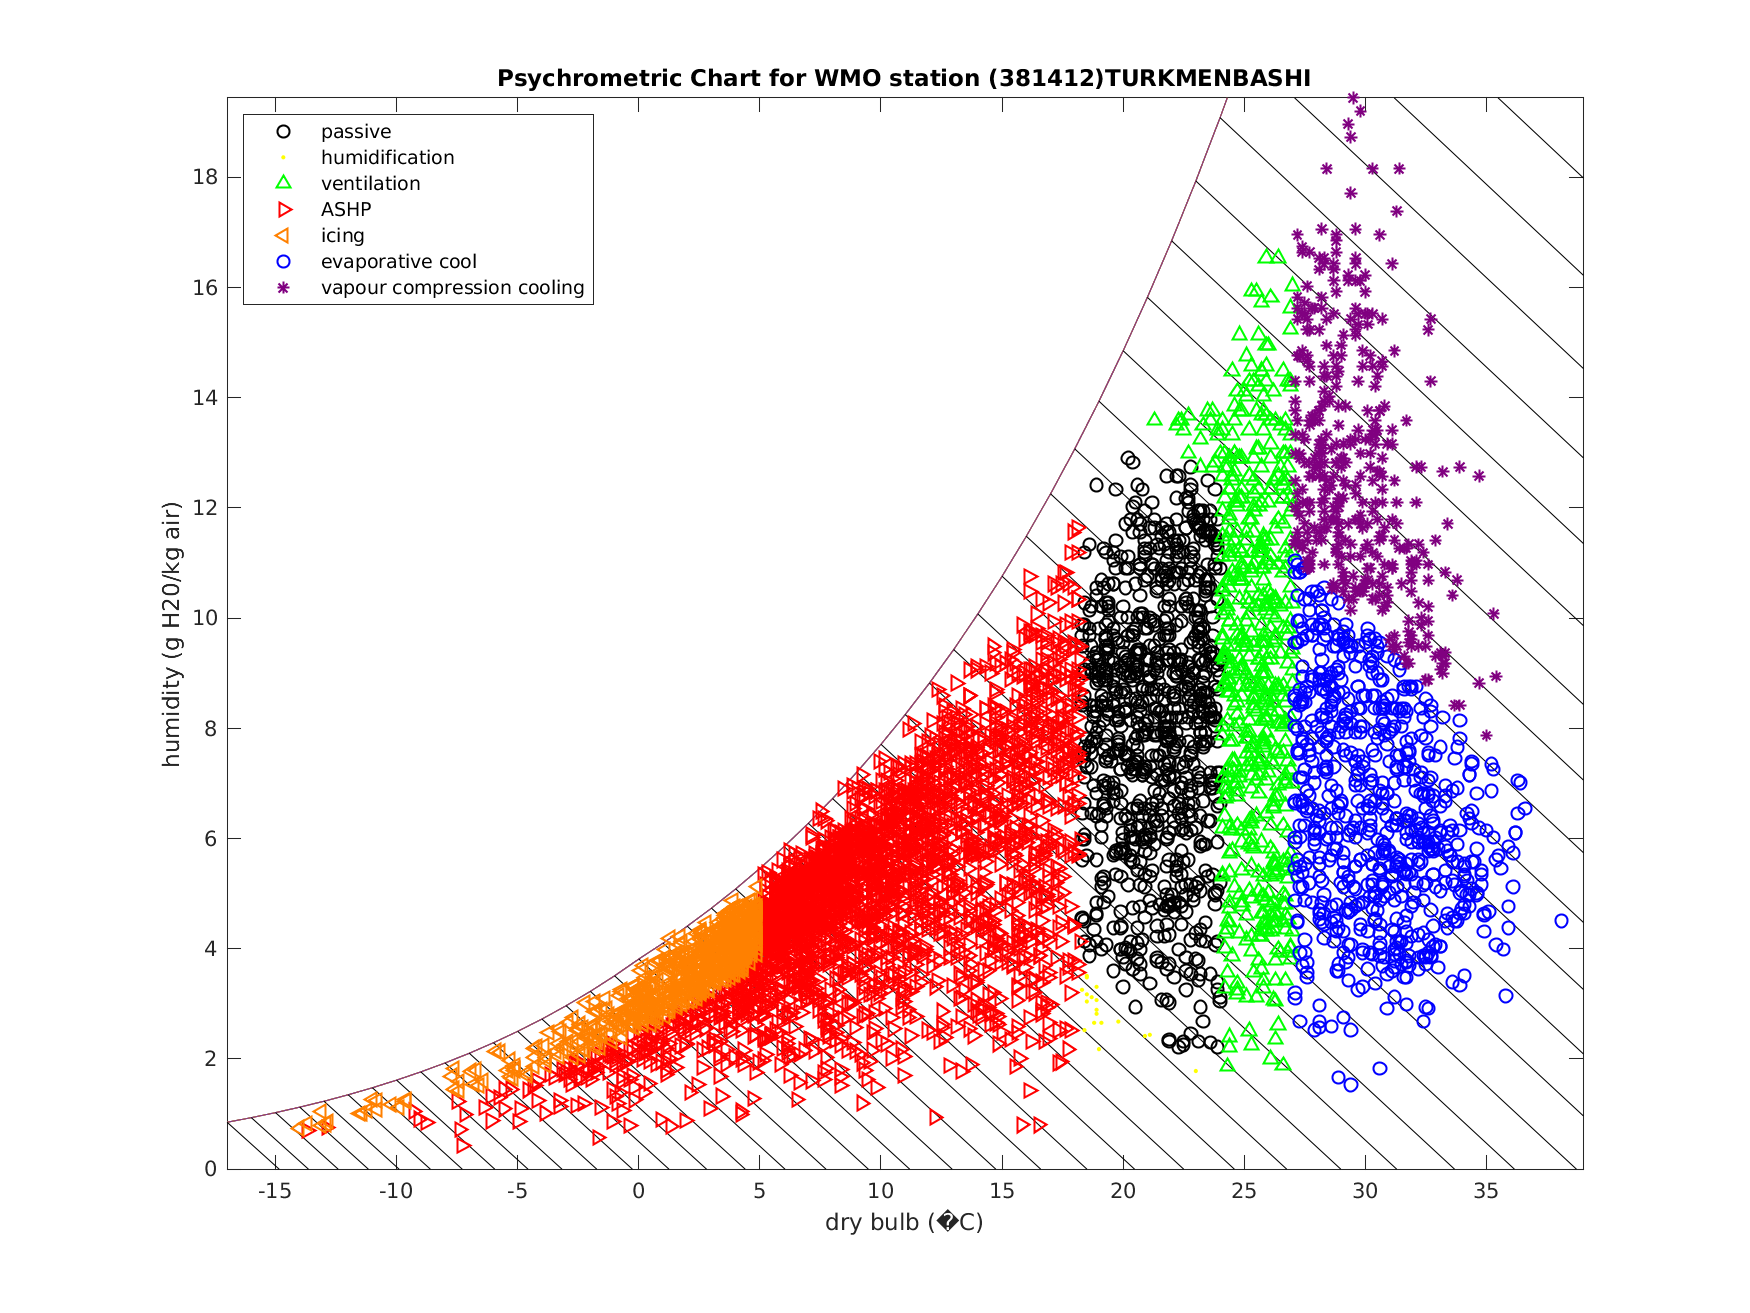 Psychrometric Chart for WMO station (381412)TURKMENBASHI
passive
humidification
ventilation
ASHP
icing
evaporative cool
vapour compression cooling
humidity (g H20/kg air)
18
16
14
12
10
8
6
4
2
0
-15 -10 -5 0 5 10 15 20 25 30 35
dry bulb (�C)